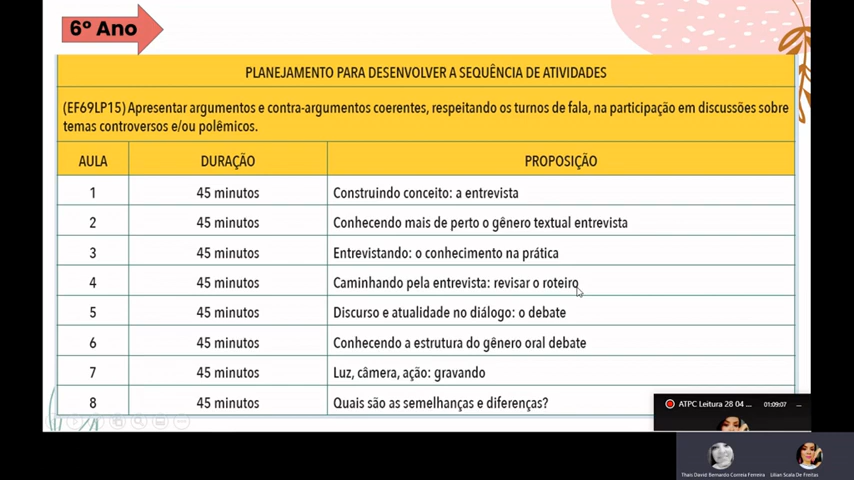 6º Ano
PLANEJAMENTO PARA DESENVOLVER A SEQUÊNCIA DE ATIVIDADES
(EF69LP15) Apresentar argumentos e contra-argumentos coerentes, respeitando os turnos de fala, na participação em discussões sobre
temas controversos e/ou polêmicos.
AULA DURAÇÃO PROPOSIÇÃO
1 45 minutos Construindo conceito: a entrevista
2 45 minutos Conhecendo mais de perto o gênero textual entrevista
3 45 minutos Entrevistando: o conhecimento na prática
4 45 minutos Caminhando pela entrevista: revisar o roteiro
5 45 minutos Discurso e atualidade no diálogo: o debate
6 45 minutos Conhecendo a estrutura do gênero oral debate
7 45 minutos Luz, câmera, ação: gravando
8 45 minutos Quais são as semelhanças e diferenças?
ATPC Leitura 28 04 ... 01:09:07 ...
Thais David Bernardo Correia Ferreira Lilian Scala De Freitas